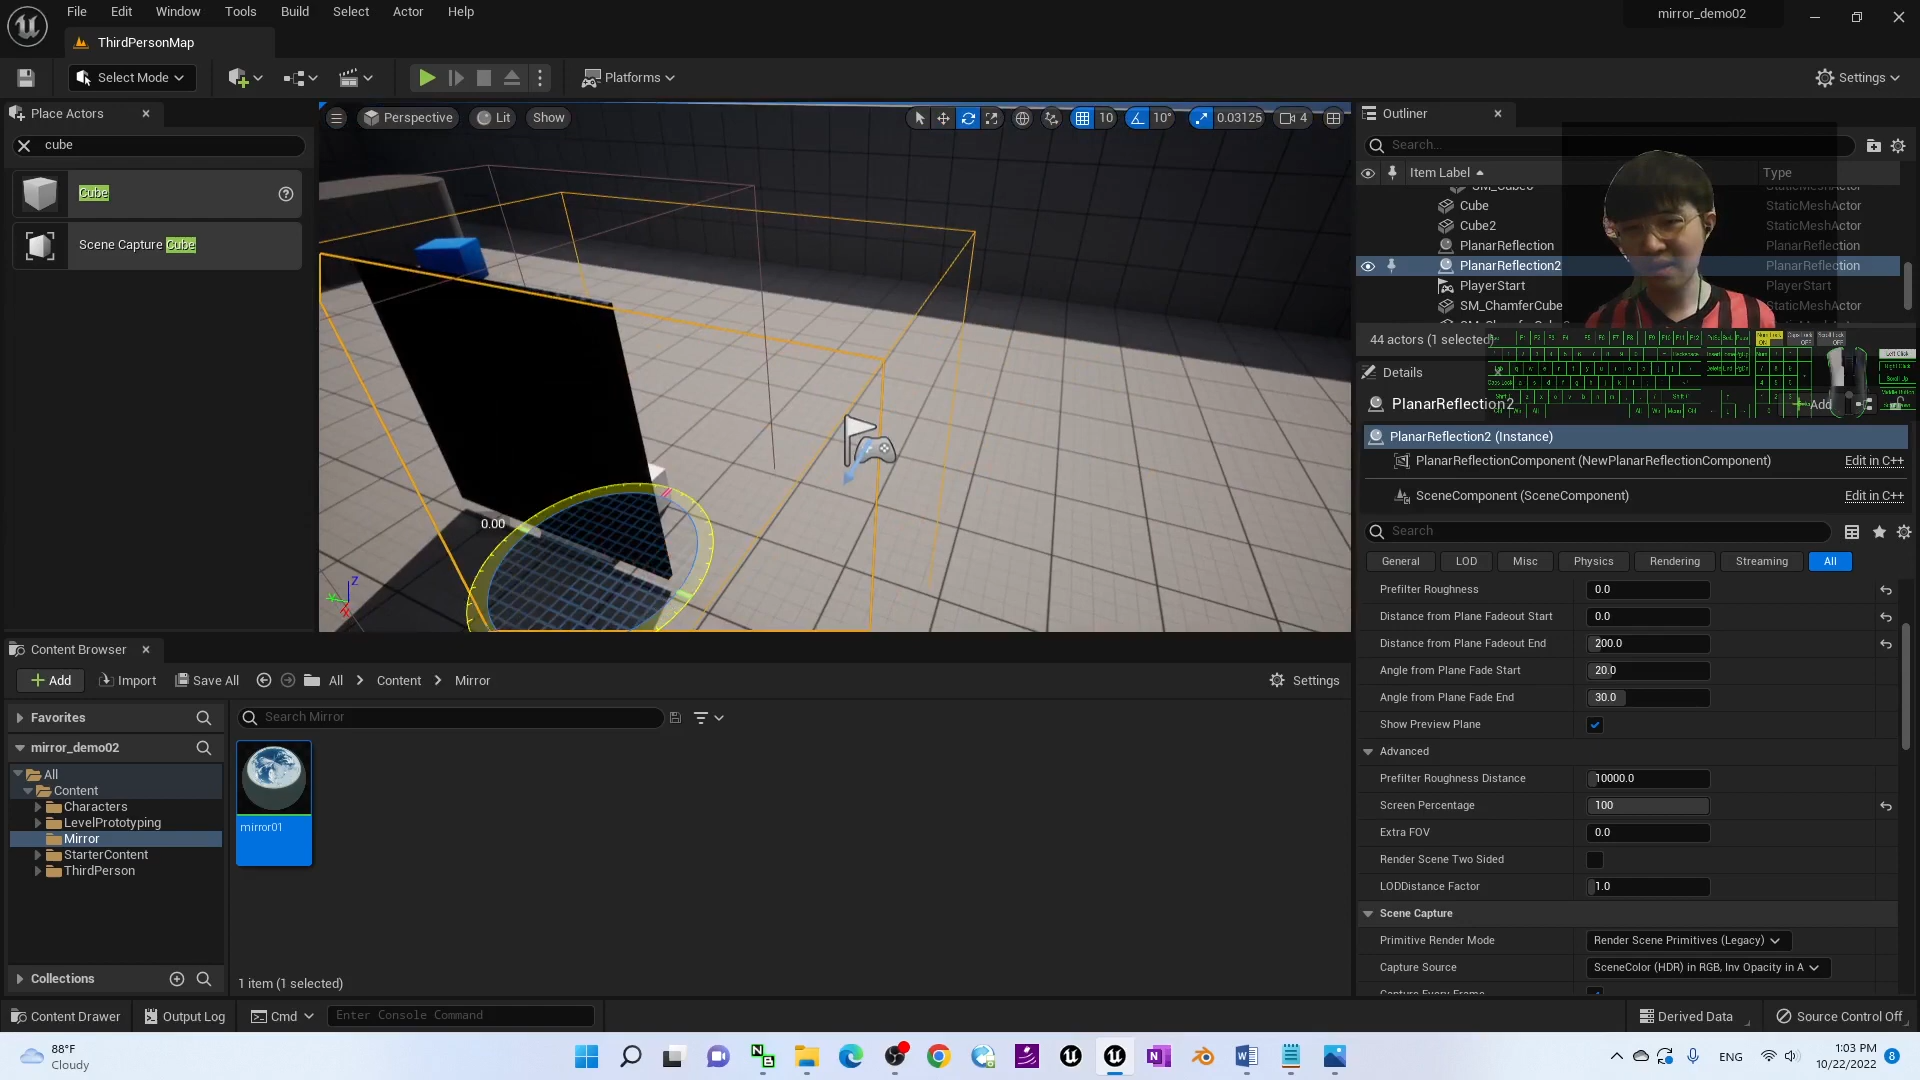 File Edit Window Tools Build Select Actor Help
mirror_demo02
ThirdPersonMap
Select Mode
Platforms
Settings
Place Actors
cube
Cube
Scene Capture Cube
Perspective Lit Show
10 10° 0.03125 4
0.00
Z
Outliner
Search...
Item Label Type
Cube StaticMeshActor
Cube2 StaticMeshActor
PlanarReflection PlanarReflection
PlanarReflection2 PlanarReflection
PlayerStart PlayerStart
SM_ChamferCube StaticMeshActor
44 actors (1 selected)
Details
PlanarReflection2
Add
PlanarReflection2 (Instance)
PlanarReflectionComponent (NewPlanarReflectionComponent) Edit in C++
SceneComponent (SceneComponent) Edit in C++
Search
General LOD Misc Physics Rendering Streaming All
Prefilter Roughness 0.0
Distance from Plane Fadeout Start 0.0
Distance from Plane Fadeout End 200.0
Angle from Plane Fade Start 20.0
Angle from Plane Fade End 30.0
Show Preview Plane
Advanced
Prefilter Roughness Distance 10000.0
Screen Percentage 100
Extra FOV 0.0
Render Scene Two Sided
LODDistance Factor 1.0
Scene Capture
Primitive Render Mode Render Scene Primitives (Legacy)
Capture Source SceneColor (HDR) in RGB, Inv Opacity in A
Capture Every Frame
Content Browser
Add Import Save All All Content Mirror Settings
Favorites
Search Mirror
mirror_demo02
All
Content
Characters
LevelPrototyping
Mirror
StarterContent
ThirdPerson
mirror01
Collections
1 item (1 selected)
Content Drawer Output Log Cmd Enter Console Command Derived Data Source Control Off
88°F
Cloudy
ENG
1:03 PM
10/22/2022
8